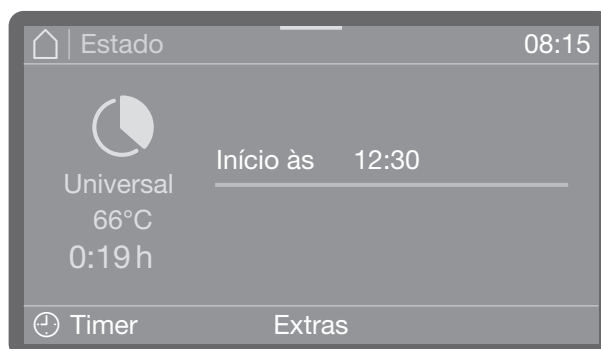 Estado 08:15
Início às 12:30
Universal
66°C
0:19 h
Timer Extras